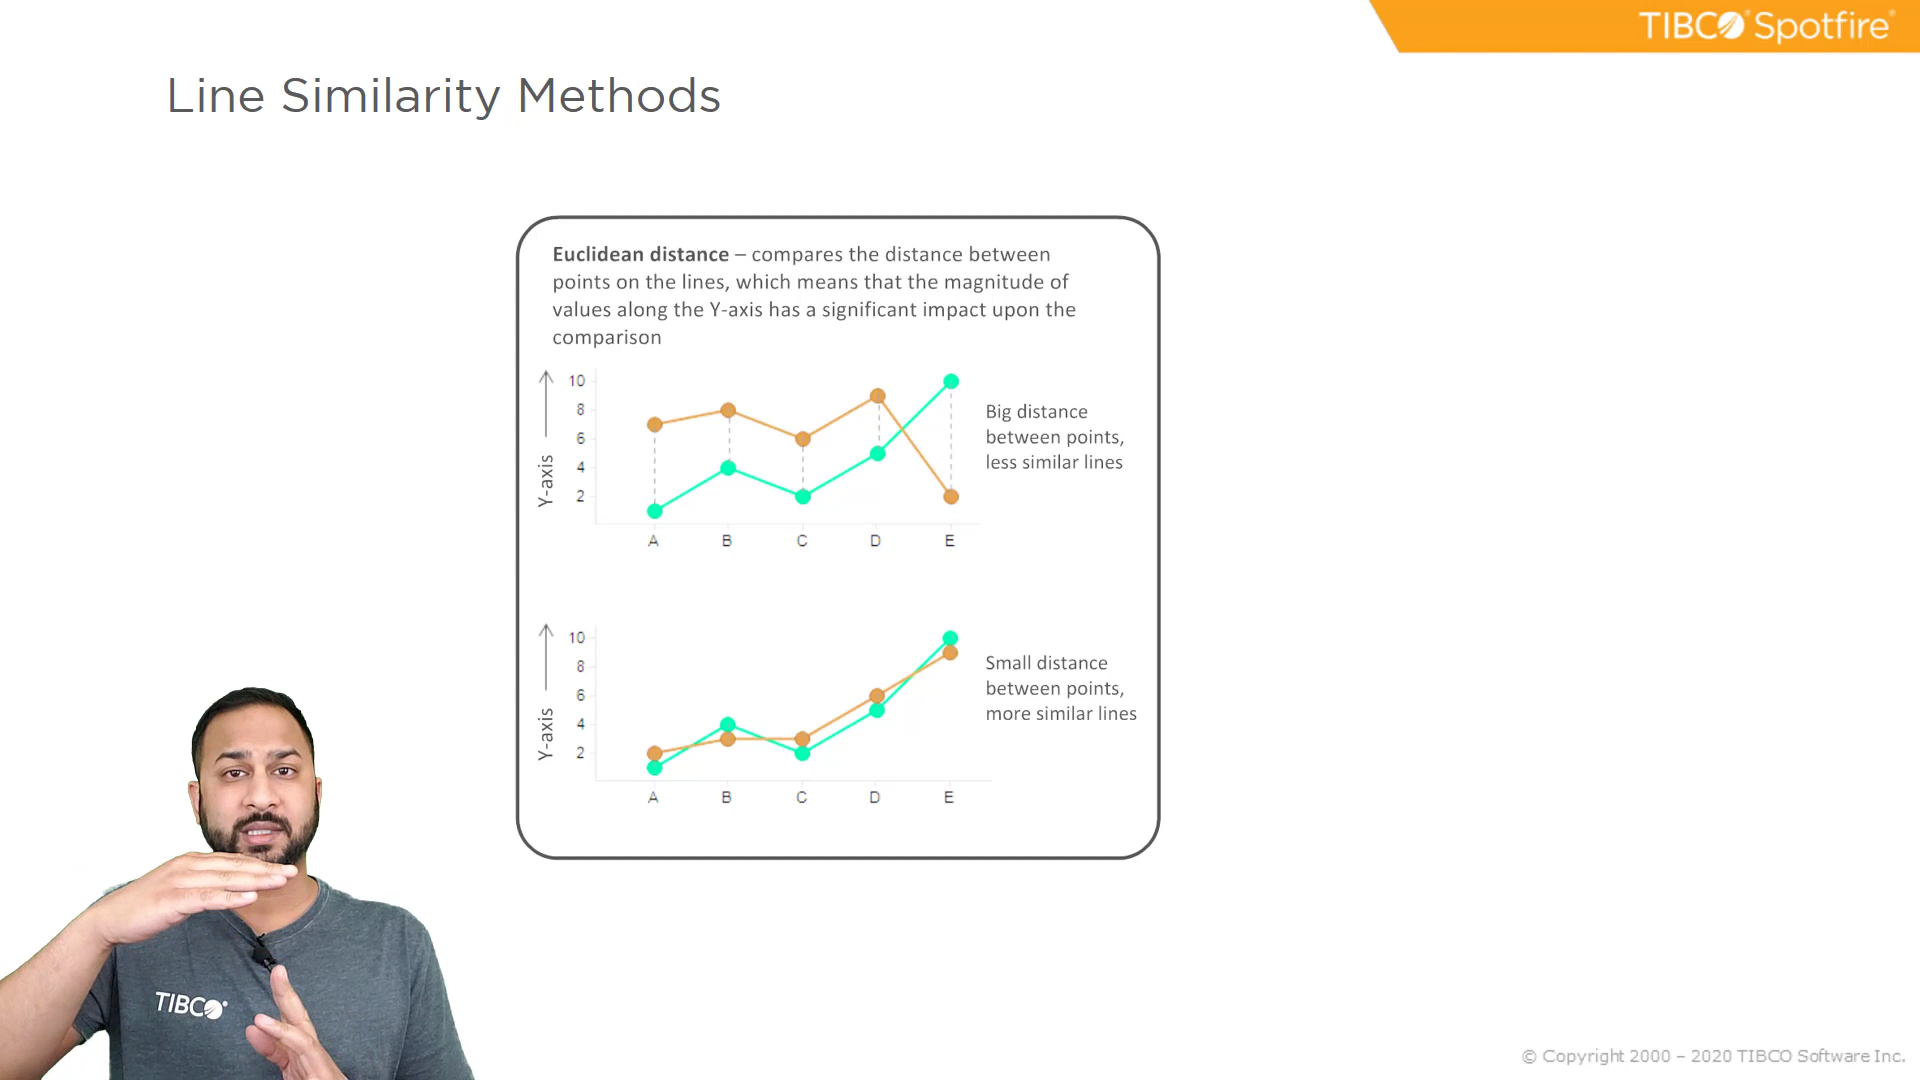 TIBCO® Spotfire®
Line Similarity Methods
Euclidean distance – compares the distance between
points on the lines, which means that the magnitude of
values along the Y-axis has a significant impact upon the
comparison
Y-axis
10
8
6
4
2
A B C D E
Big distance
between points,
less similar lines
Y-axis
10
8
6
4
2
A B C D E
Small distance
between points,
more similar lines
TIBCO®
© Copyright 2000 – 2020 TIBCO Software Inc.